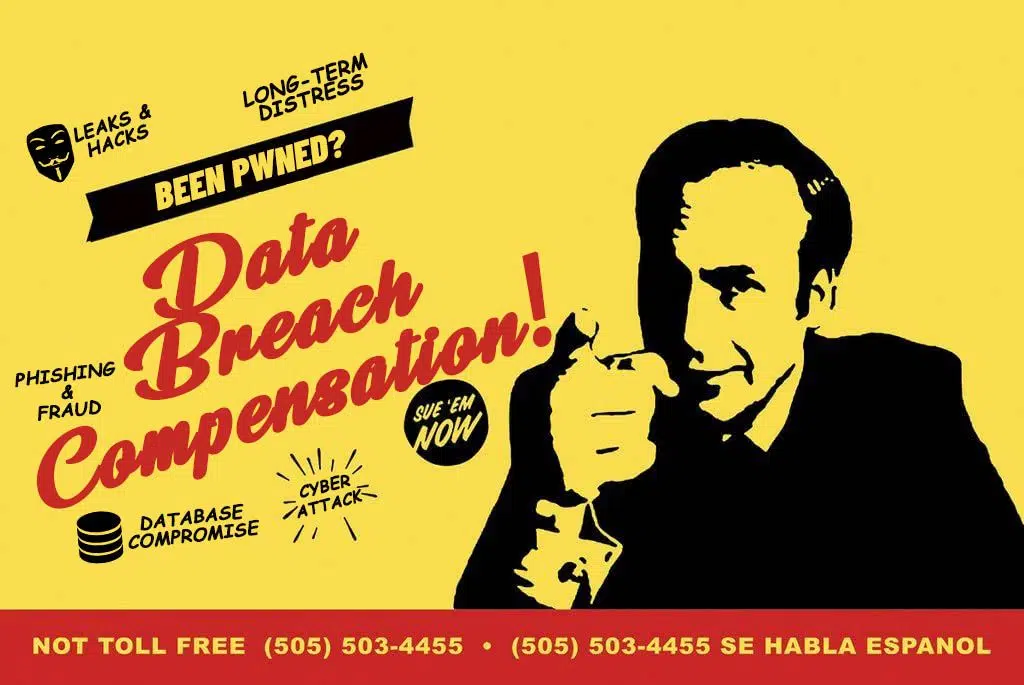 LONG-TERM
DISTRESS
LEAKS &
HACKS
BEEN PWNED?
Data
Breach
Compensation!
PHISHING
&
FRAUD
SUE 'EM
NOW
CYBER
ATTACK
DATABASE
COMPROMISE
NOT TOLL FREE (505) 503-4455 • (505) 503-4455 SE HABLA ESPANOL